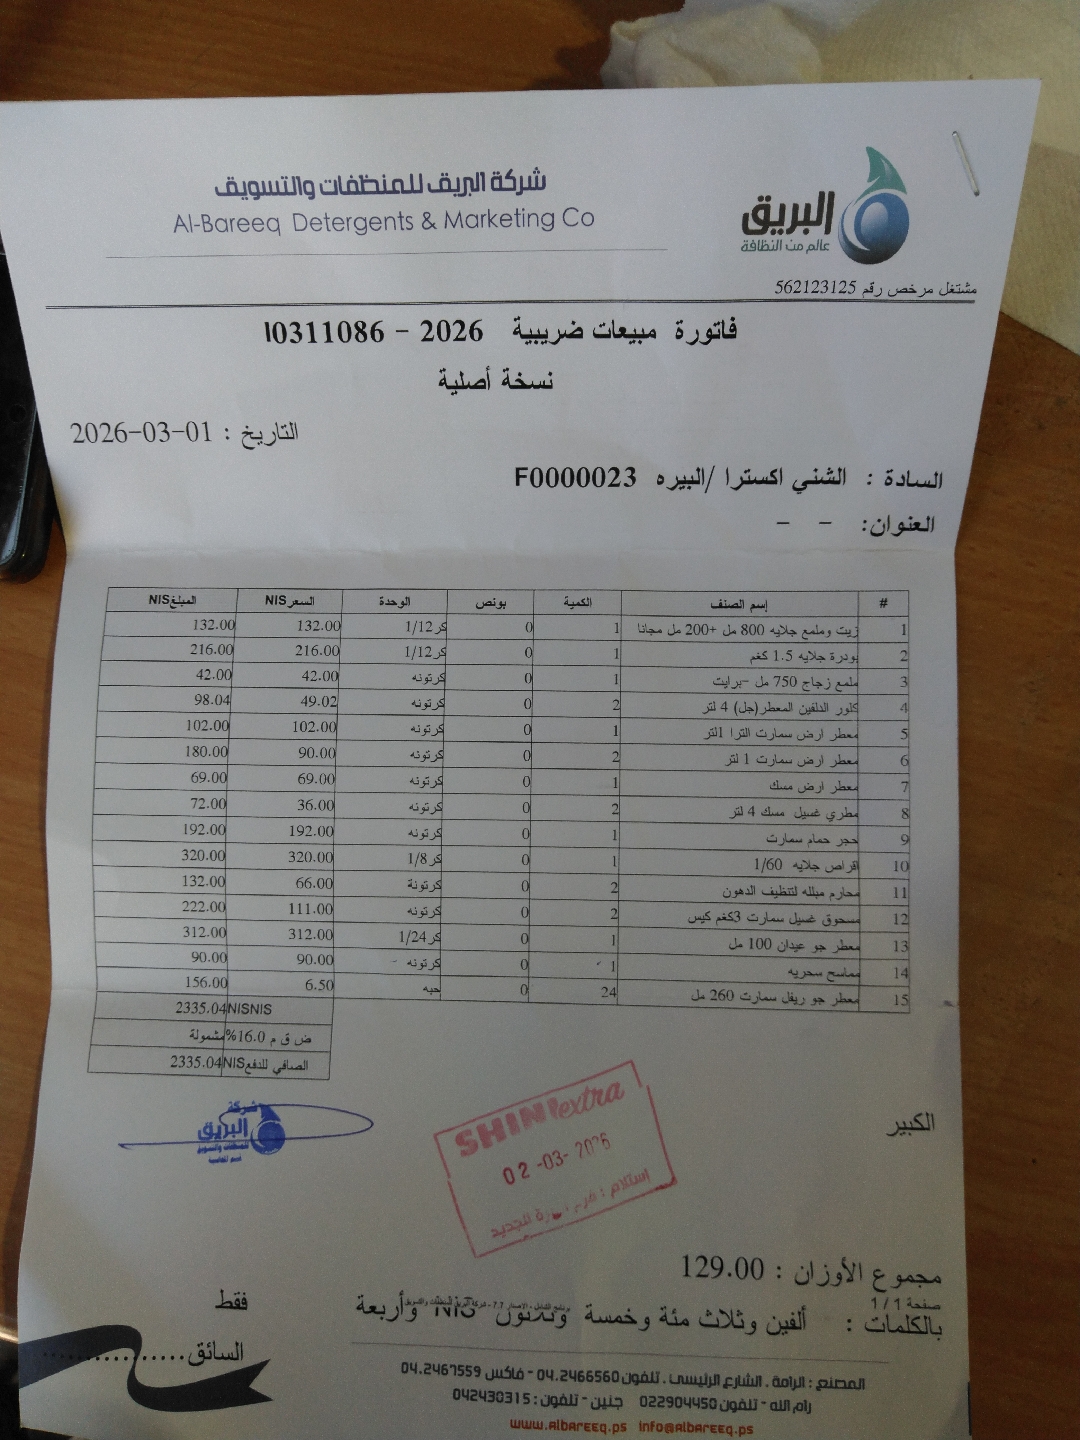 شركة البريق للمنظفات والتسويق
Al-Bareeq Detergents & Marketing Co
البريق
عالم من النظافة
مشتغل مرخص رقم 562123125
فاتورة مبيعات ضريبية 2026 - I0311086
نسخة أصلية
التاريخ : 2026-03-01
السادة : الشني اكسترا /البيره F0000023
العنوان: - -
# إسم الصنف الكمية بونص الوحدة السعرNIS المبلغNIS
1 زيت وملمع جلايه 800 مل +200 مل مجانا 1 0 كر1/12 132.00 132.00
2 بودرة جلايه 1.5 كغم 1 0 كر1/12 216.00 216.00
3 ملمع زجاج 750 مل -برايت 1 0 كرتونه 42.00 42.00
4 كلور الدلفين المعطر(جل) 4 لتر 2 0 كرتونه 49.02 98.04
5 معطر ارض سمارت الترا 1لتر 1 0 كرتونه 102.00 102.00
6 معطر ارض سمارت 1 لتر 2 0 كرتونه 90.00 180.00
7 معطر ارض مسك 1 0 كرتونه 69.00 69.00
8 مطري غسيل مسك 4 لتر 2 0 كرتونه 36.00 72.00
9 حجر حمام سمارت 1 0 كرتونه 192.00 192.00
10 اقراص جلايه 1/60 1 0 كر1/8 320.00 320.00
11 محارم مبلله لتنظيف الدهون 2 0 كرتونة 66.00 132.00
12 مسحوق غسيل سمارت 3كغم كيس 2 0 كرتونه 111.00 222.00
13 معطر جو عيدان 100 مل 1 0 كر1/24 312.00 312.00
14 مماسح سحريه 1 0 كرتونه 90.00 90.00
15 معطر جو ريفل سمارت 260 مل 24 0 حبه 6.50 156.00
NISNIS 2335.04
ض ق م 16.0% مشمولة
الصافي للدفعNIS 2335.04
شركة
البريق
للمنظفات والتسويق
SHINI extra
02-03-2026
إستلام :
الجديد
الكبير
مجموع الأوزان : 129.00
صفحة 1 / 1
بالكلمات : ألفين وثلاث مئة وخمسة وثلاثون NIS وأربعة
فقط
السائق................
المصنع : الرامة . الشارع الرئيسي . تلفون 04.2466560 - فاكس 04.2467559
رام الله - تلفون 022904450 جنين - تلفون : 042430315
www.albareeq.ps info@albareeq.ps